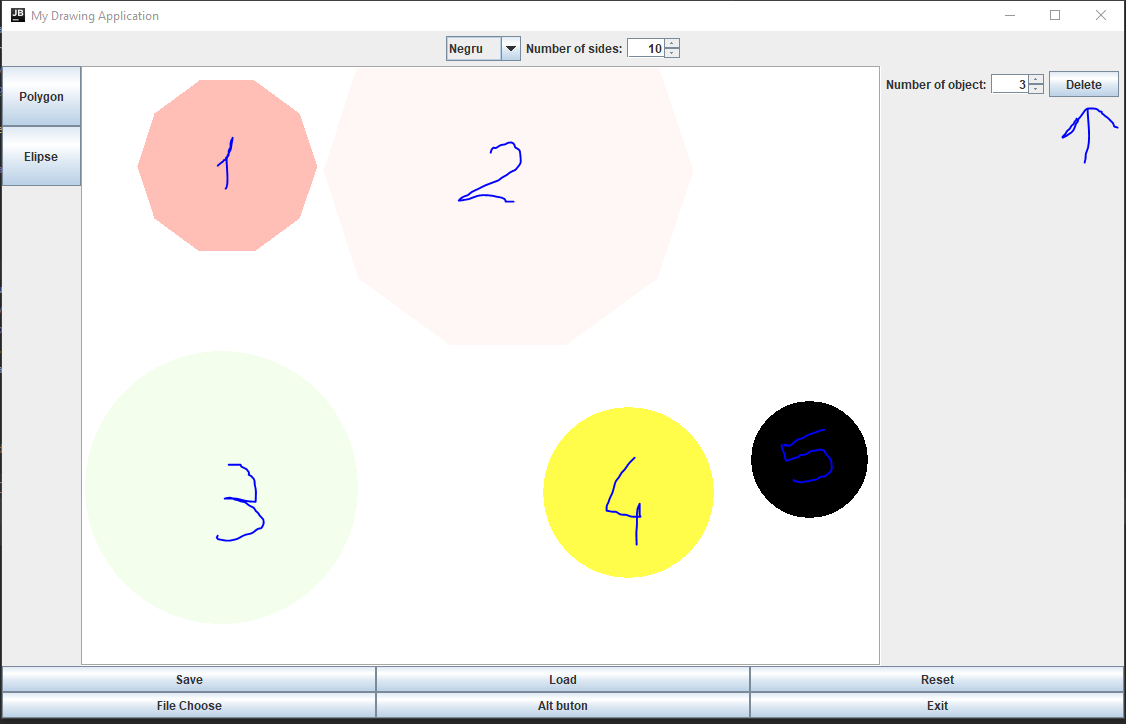 JB My Drawing Application
Negru Number of sides: 10
Polygon
Elipse
Number of object: 3 Delete
1
2
3
4
5
Save Load Reset
File Choose Alt buton Exit